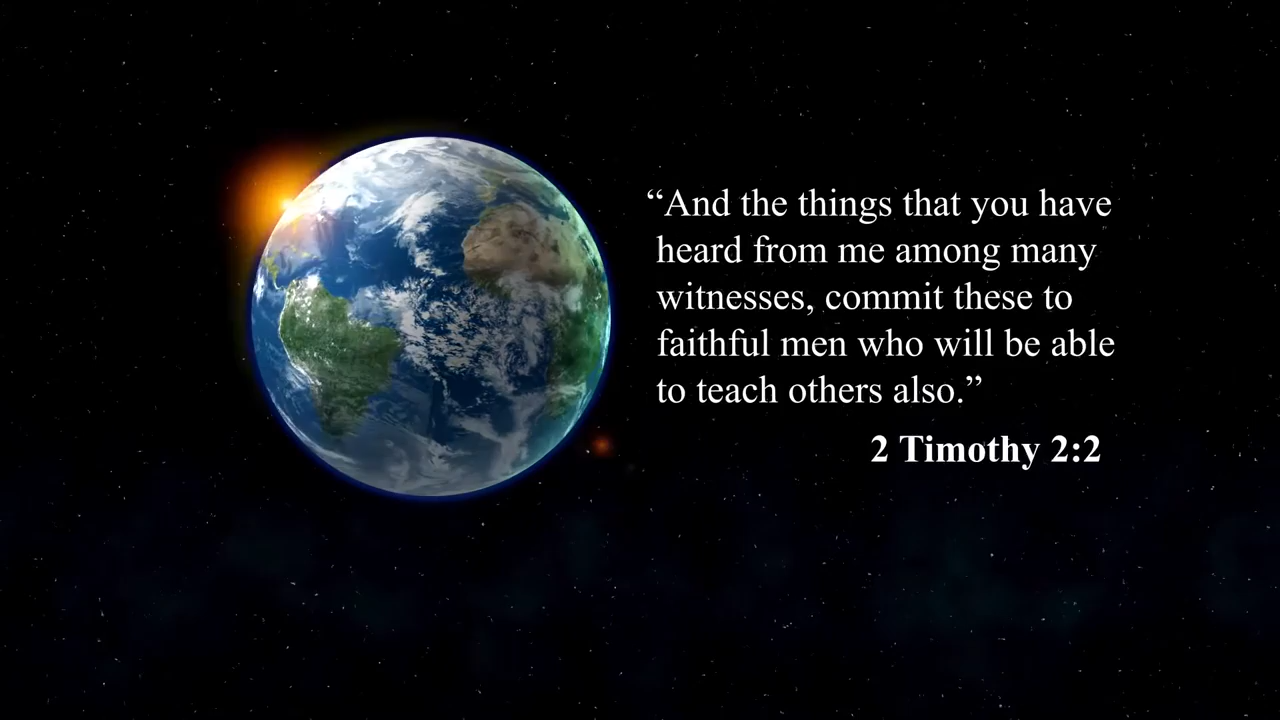 “And the things that you have
heard from me among many
witnesses, commit these to
faithful men who will be able
to teach others also.”
2 Timothy 2:2